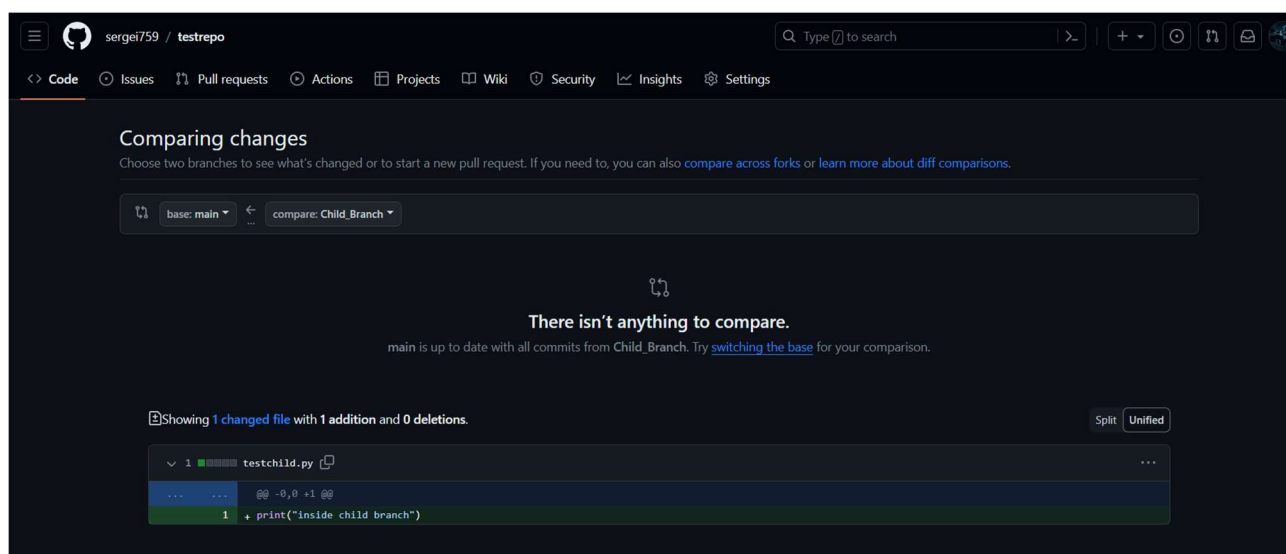 sergei759 / testrepo
Type / to search
Code Issues Pull requests Actions Projects Wiki Security Insights Settings
Comparing changes
Choose two branches to see what's changed or to start a new pull request. If you need to, you can also compare across forks or learn more about diff comparisons.
base: main ... compare: Child_Branch
There isn't anything to compare.
main is up to date with all commits from Child_Branch. Try switching the base for your comparison.
Showing 1 changed file with 1 addition and 0 deletions.
Split Unified
1 testchild.py
... ... @@ -0,0 +1 @@
1 + print("inside child branch")